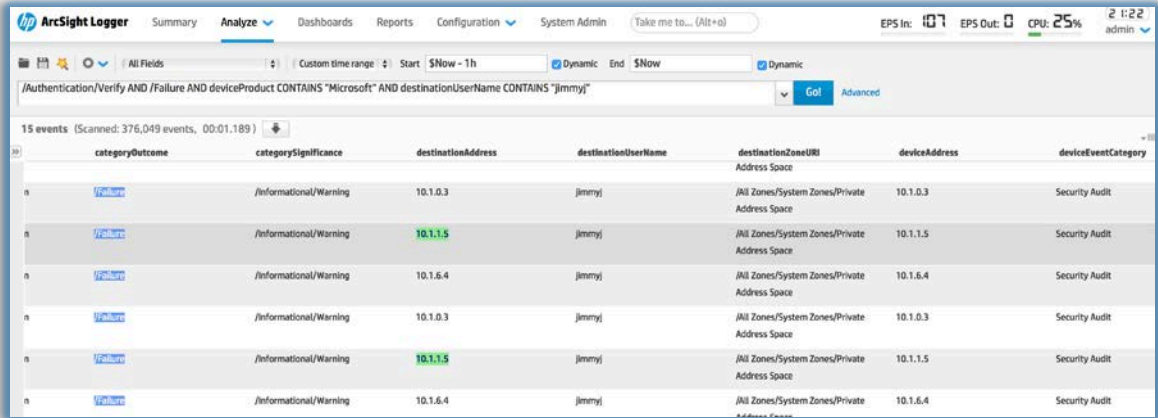 hp ArcSight Logger Summary Analyze Dashboards Reports Configuration System Admin Take me to... (Alt+o) EPS In: 107 EPS Out: 0 CPU: 25% 21:22
admin
All Fields Custom time range Start $Now - 1h Dynamic End $Now Dynamic
/Authentication/Verify AND /Failure AND deviceProduct CONTAINS "Microsoft" AND destinationUserName CONTAINS "jimmyj" Go! Advanced
15 events (Scanned: 376,049 events, 00:01.189 )
categoryOutcome categorySignificance destinationAddress destinationUserName destinationZoneURI deviceAddress deviceEventCategory
Address Space
n /Failure /Informational/Warning 10.1.0.3 jimmyj /All Zones/System Zones/Private 10.1.0.3 Security Audit
Address Space
n /Failure /Informational/Warning 10.1.1.5 jimmyj /All Zones/System Zones/Private 10.1.1.5 Security Audit
Address Space
n /Failure /Informational/Warning 10.1.6.4 jimmyj /All Zones/System Zones/Private 10.1.6.4 Security Audit
Address Space
n /Failure /Informational/Warning 10.1.0.3 jimmyj /All Zones/System Zones/Private 10.1.0.3 Security Audit
Address Space
n /Failure /Informational/Warning 10.1.1.5 jimmyj /All Zones/System Zones/Private 10.1.1.5 Security Audit
Address Space
n /Failure /Informational/Warning 10.1.6.4 jimmyj /All Zones/System Zones/Private 10.1.6.4 Security Audit
Address Space